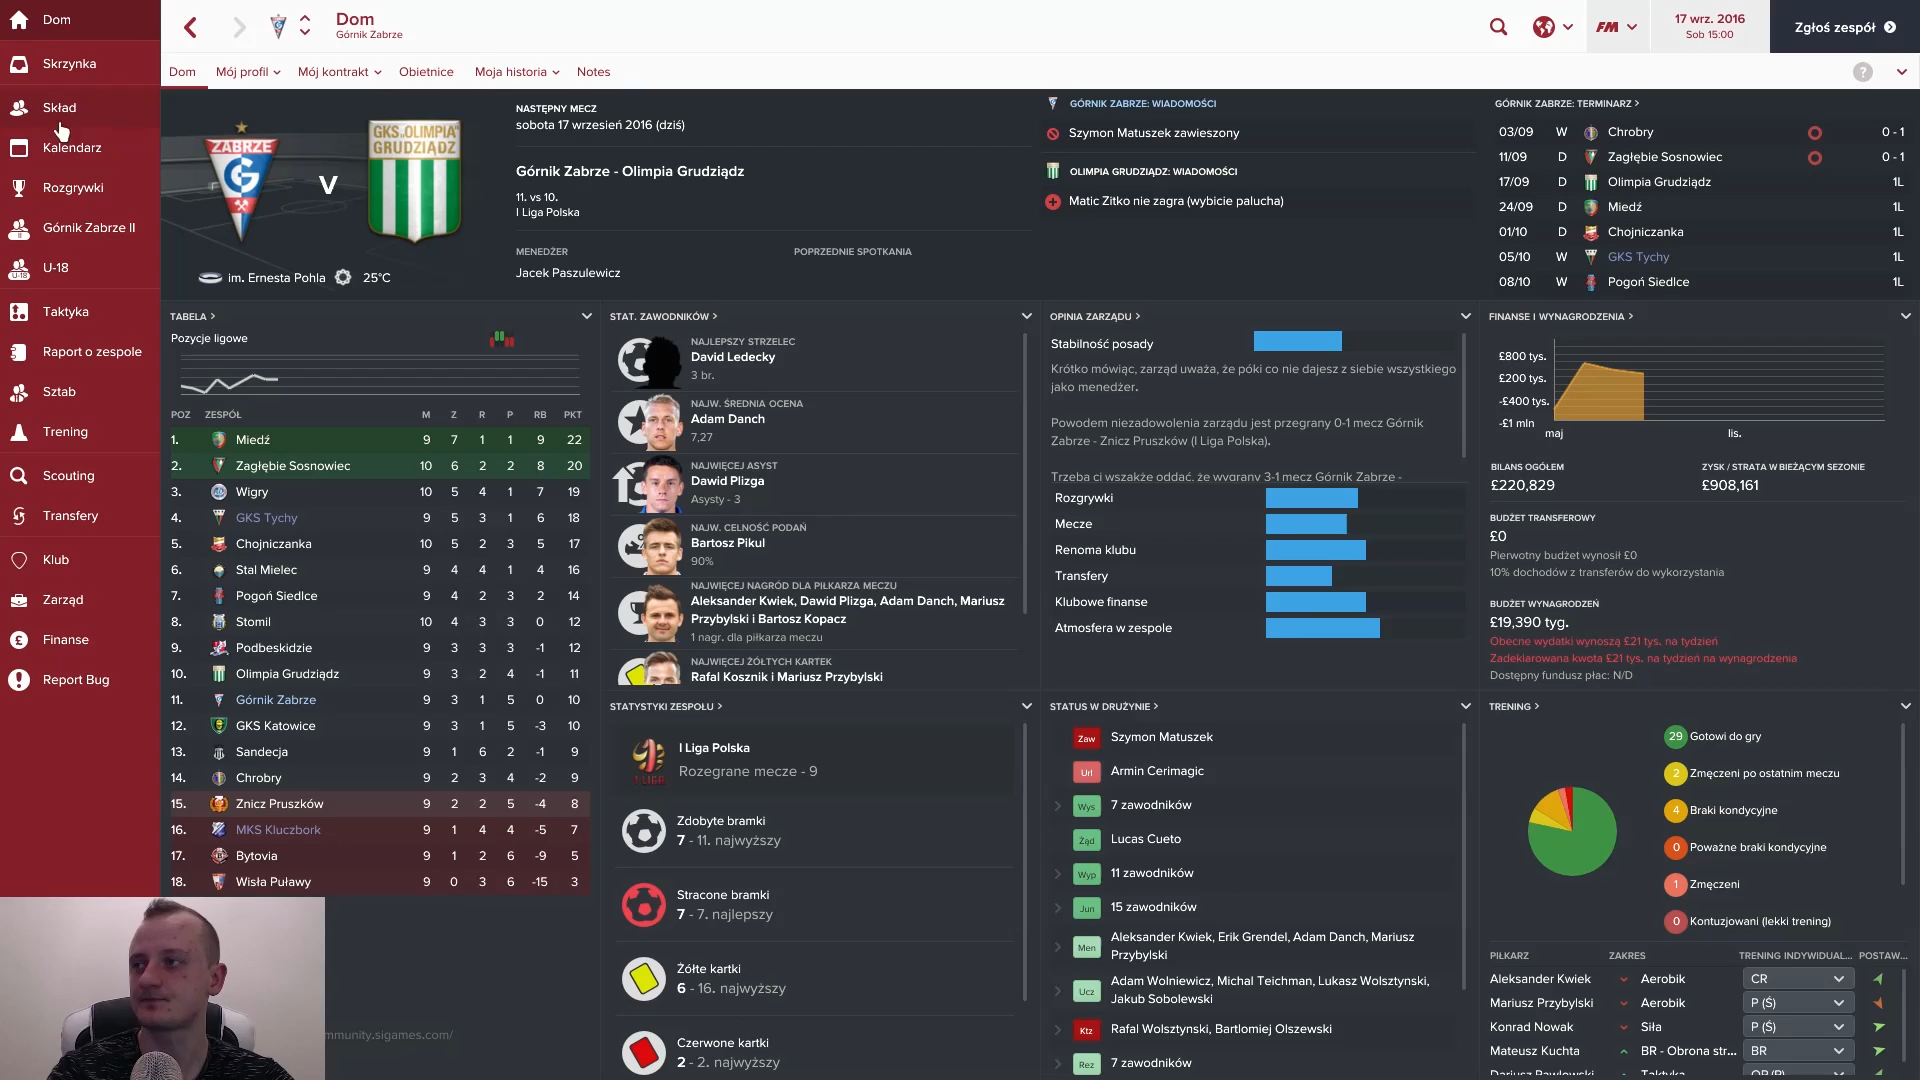 Dom
Skrzynka
Skład
Kalendarz
Rozgrywki
Górnik Zabrze II
U-18
Taktyka
Raport o zespole
Sztab
Trening
Scouting
Transfery
Klub
Zarząd
Finanse
Report Bug
Dom
Górnik Zabrze
FM
17 wrz. 2016
Sob 15:00
Zgłoś zespół
Dom
Mój profil
Mój kontrakt
Obietnice
Moja historia
Notes
?
ZABRZE
V
GKS „OLIMPIA"
GRUDZIĄDZ
im. Ernesta Pohla
25°C
NASTĘPNY MECZ
sobota 17 wrzesień 2016 (dziś)
Górnik Zabrze - Olimpia Grudziądz
11. vs 10.
I Liga Polska
MENEDŻER
Jacek Paszulewicz
POPRZEDNIE SPOTKANIA
GÓRNIK ZABRZE: WIADOMOŚCI
Szymon Matuszek zawieszony
OLIMPIA GRUDZIĄDZ: WIADOMOŚCI
Matic Zitko nie zagra (wybicie palucha)
GÓRNIK ZABRZE: TERMINARZ >
03/09 W Chrobry 0 - 1
11/09 D Zagłębie Sosnowiec 0 - 1
17/09 D Olimpia Grudziądz 1L
24/09 D Miedź 1L
01/10 D Chojniczanka 1L
05/10 W GKS Tychy 1L
08/10 W Pogoń Siedlce 1L
TABELA >
Pozycje ligowe
POZ ZESPÓŁ M Z R P RB PKT
1. Miedź 9 7 1 1 9 22
2. Zagłębie Sosnowiec 10 6 2 2 8 20
3. Wigry 10 5 4 1 7 19
4. GKS Tychy 9 5 3 1 6 18
5. Chojniczanka 10 5 2 3 5 17
6. Stal Mielec 9 4 4 1 4 16
7. Pogoń Siedlce 9 4 2 3 2 14
8. Stomil 10 4 3 3 0 12
9. Podbeskidzie 9 3 3 3 -1 12
10. Olimpia Grudziądz 9 3 2 4 -1 11
11. Górnik Zabrze 9 3 1 5 0 10
12. GKS Katowice 9 3 1 5 -3 10
13. Sandecja 9 1 6 2 -1 9
14. Chrobry 9 2 3 4 -2 9
15. Znicz Pruszków 9 2 2 5 -4 8
16. MKS Kluczbork 9 1 4 4 -5 7
17. Bytovia 9 1 2 6 -9 5
18. Wisła Puławy 9 0 3 6 -15 3
mmunity.sigames.com/
STAT. ZAWODNIKÓW >
NAJLEPSZY STRZELEC
David Ledecky
3 br.
NAJW. ŚREDNIA OCENA
Adam Danch
7,27
NAJWIĘCEJ ASYST
Dawid Plizga
Asysty - 3
NAJW. CELNOŚĆ PODAŃ
Bartosz Pikul
90%
NAJWIĘCEJ NAGRÓD DLA PIŁKARZA MECZU
Aleksander Kwiek, Dawid Plizga, Adam Danch, Mariusz
Przybylski i Bartosz Kopacz
1 nagr. dla piłkarza meczu
NAJWIĘCEJ ŻÓŁTYCH KARTEK
Rafal Kosznik i Mariusz Przybylski
STATYSTYKI ZESPOŁU >
I Liga Polska
Rozegrane mecze - 9
Zdobyte bramki
7 - 11. najwyższy
Stracone bramki
7 - 7. najlepszy
Żółte kartki
6 - 16. najwyższy
Czerwone kartki
2 - 2. najwyższy
OPINIA ZARZĄDU >
Stabilność posady
Krótko mówiąc, zarząd uważa, że póki co nie dajesz z siebie wszystkiego
jako menedżer.
Powodem niezadowolenia zarządu jest przegrany 0-1 mecz Górnik
Zabrze - Znicz Pruszków (I Liga Polska).
Trzeba ci wszakże oddać, że wygrany 3-1 mecz Górnik Zabrze -
Rozgrywki
Mecze
Renoma klubu
Transfery
Klubowe finanse
Atmosfera w zespole
STATUS W DRUŻYNIE >
Zaw Szymon Matuszek
Url Armin Cerimagic
Wys 7 zawodników
Żąd Lucas Cueto
Wyp 11 zawodników
Jun 15 zawodników
Men Aleksander Kwiek, Erik Grendel, Adam Danch, Mariusz
Przybylski
Ucz Adam Wolniewicz, Michal Teichman, Lukasz Wolsztynski,
Jakub Sobolewski
Ktz Rafal Wolsztynski, Bartlomiej Olszewski
Rez 7 zawodników
FINANSE I WYNAGRODZENIA >
£800 tys.
£200 tys.
-£400 tys.
-£1 mln
maj lis.
BILANS OGÓŁEM
£220,829
ZYSK / STRATA W BIEŻĄCYM SEZONIE
£908,161
BUDŻET TRANSFEROWY
£0
Pierwotny budżet wynosił £0
10% dochodów z transferów do wykorzystania
BUDŻET WYNAGRODZEŃ
£19,390 tyg.
Obecne wydatki wynoszą £21 tys. na tydzień
Zadeklarowana kwota £21 tys. na tydzień na wynagrodzenia
Dostępny fundusz płac: N/D
TRENING >
29 Gotowi do gry
2 Zmęczeni po ostatnim meczu
4 Braki kondycyjne
0 Poważne braki kondycyjne
1 Zmęczeni
0 Kontuzjowani (lekki trening)
PIŁKARZ ZAKRES TRENING INDYWIDUAL... POSTAW...
Aleksander Kwiek Aerobik CR
Mariusz Przybylski Aerobik P (Ś)
Konrad Nowak Siła P (Ś)
Mateusz Kuchta BR - Obrona str... BR
Dariusz Pawlowski Taktyka